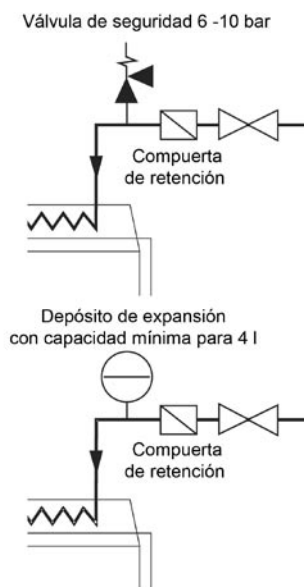 Válvula de seguridad 6 -10 bar
Compuerta
de retención
Depósito de expansión
con capacidad mínima para 4 l
Compuerta
de retención